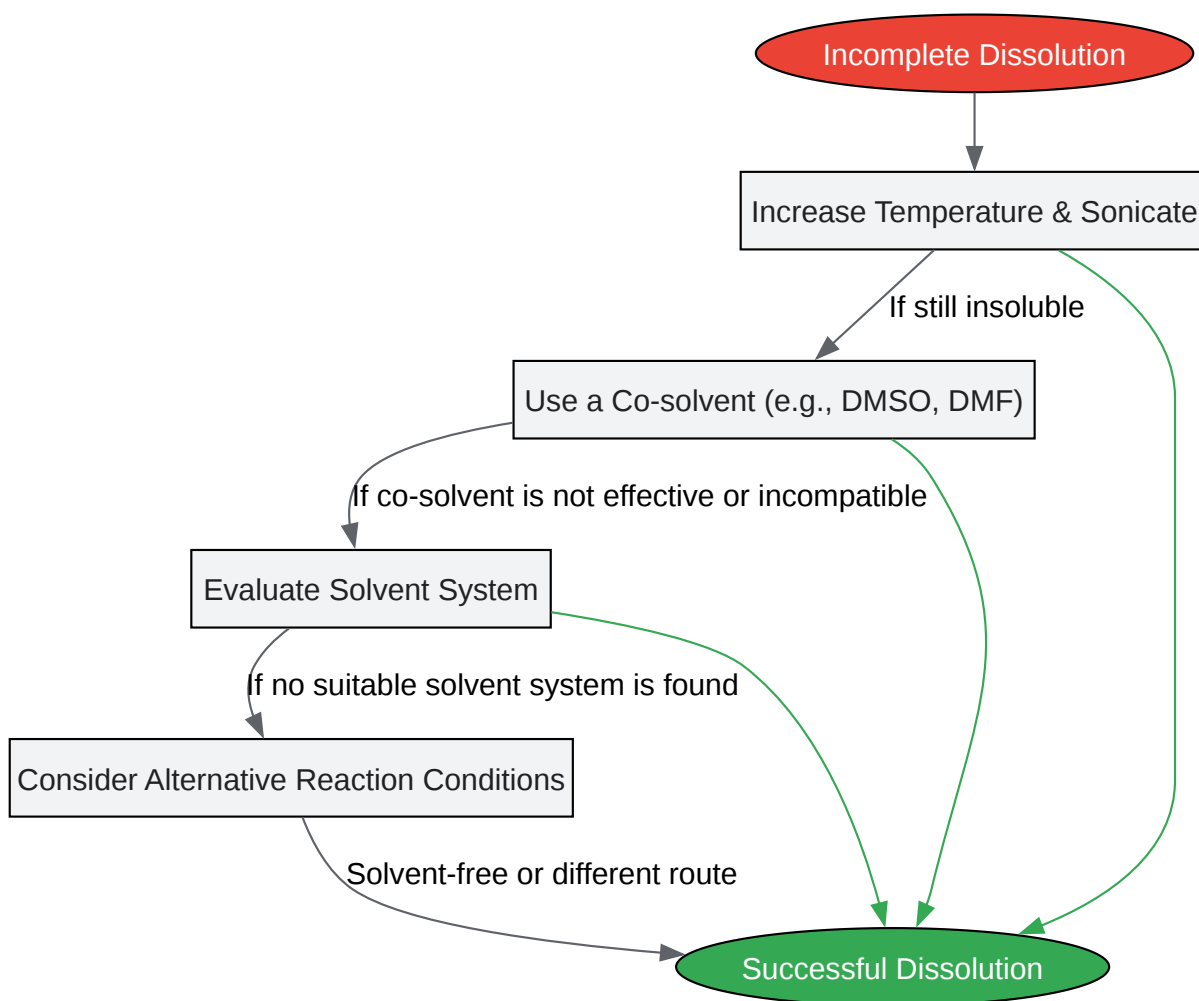 Incomplete Dissolution
Increase Temperature & Sonicate
If still insoluble
Use a Co-solvent (e.g., DMSO, DMF)
If co-solvent is not effective or incompatible
Evaluate Solvent System
If no suitable solvent system is found
Consider Alternative Reaction Conditions
Solvent-free or different route
Successful Dissolution